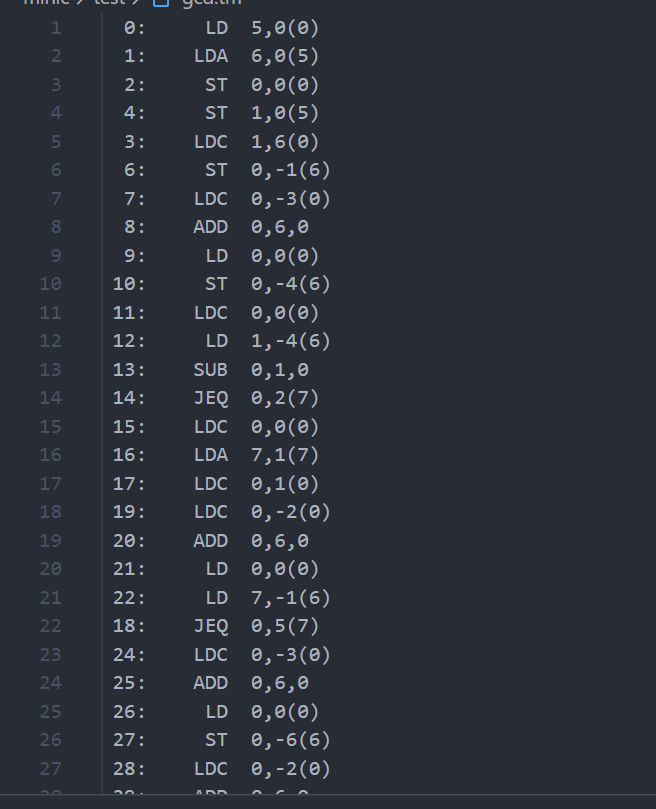 minic > test > gcd.tm
1 0: LD 5,0(0)
2 1: LDA 6,0(5)
3 2: ST 0,0(0)
4 4: ST 1,0(5)
5 3: LDC 1,6(0)
6 6: ST 0,-1(6)
7 7: LDC 0,-3(0)
8 8: ADD 0,6,0
9 9: LD 0,0(0)
10 10: ST 0,-4(6)
11 11: LDC 0,0(0)
12 12: LD 1,-4(6)
13 13: SUB 0,1,0
14 14: JEQ 0,2(7)
15 15: LDC 0,0(0)
16 16: LDA 7,1(7)
17 17: LDC 0,1(0)
18 19: LDC 0,-2(0)
19 20: ADD 0,6,0
20 21: LD 0,0(0)
21 22: LD 7,-1(6)
22 18: JEQ 0,5(7)
23 24: LDC 0,-3(0)
24 25: ADD 0,6,0
25 26: LD 0,0(0)
26 27: ST 0,-6(6)
27 28: LDC 0,-2(0)
28 29: ADD 0,6,0